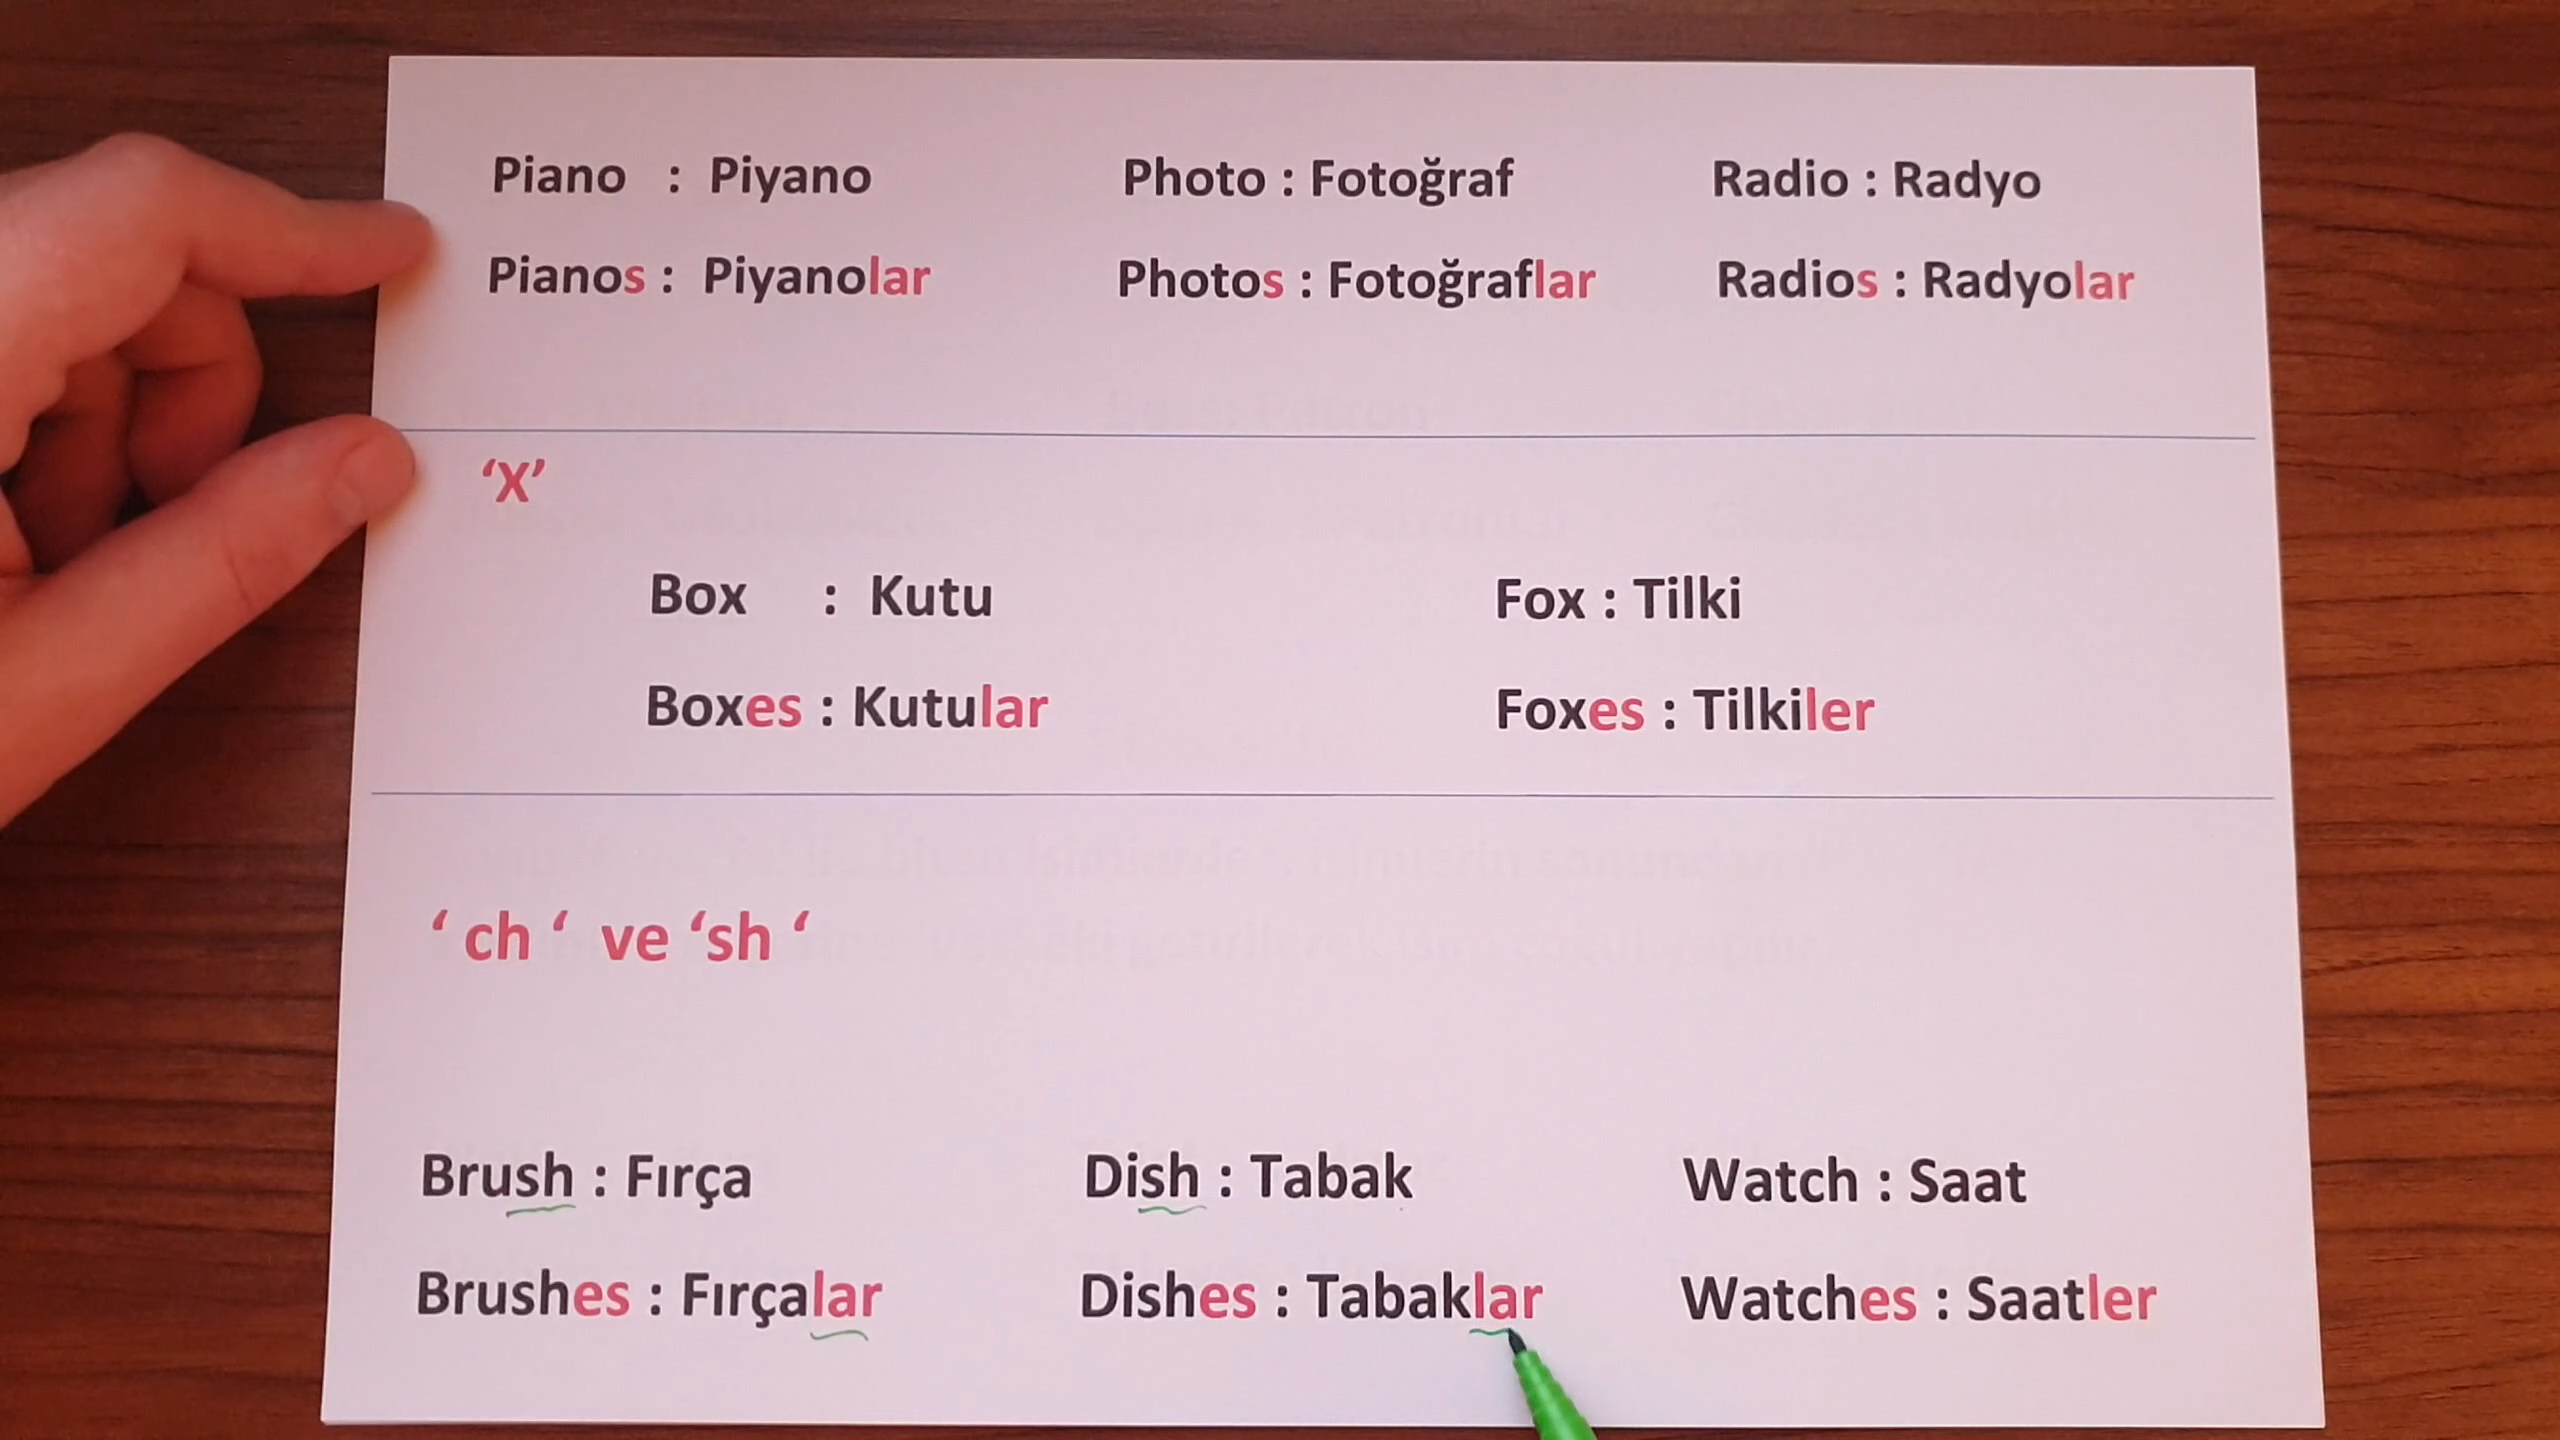 Piano : Piyano Photo : Fotoğraf Radio : Radyo
Pianos : Piyanolar Photos : Fotoğraflar Radios : Radyolar
‘X’
Box : Kutu Fox : Tilki
Boxes : Kutular Foxes : Tilkiler
‘ ch ‘ ve ‘sh ‘
Brush : Fırça Dish : Tabak Watch : Saat
Brushes : Fırçalar Dishes : Tabaklar Watches : Saatler